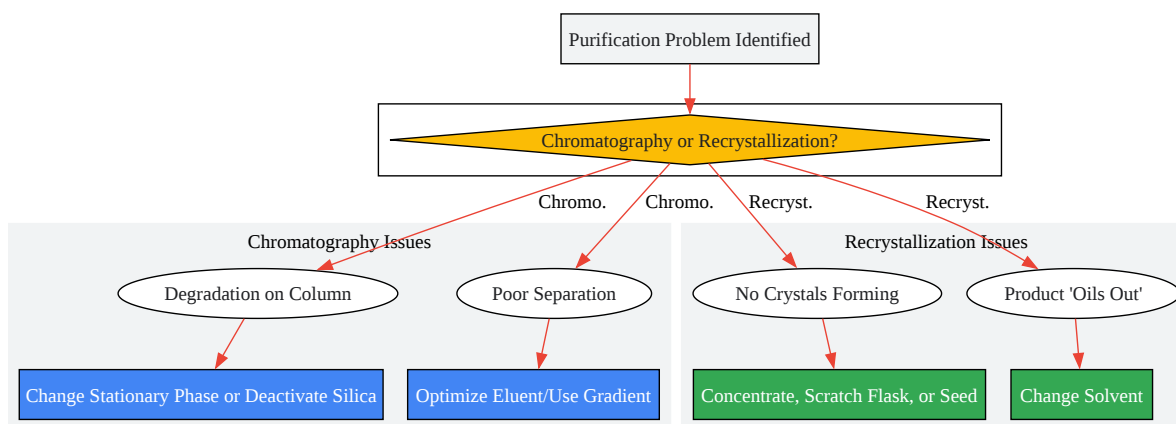 Purification Problem Identified
Chromatography or Recrystallization?
Chromo.
Chromo.
Recryst.
Recryst.
Chromatography Issues
Recrystallization Issues
Degradation on Column
Poor Separation
No Crystals Forming
Product 'Oils Out'
Change Stationary Phase or Deactivate Silica
Optimize Eluent/Use Gradient
Concentrate, Scratch Flask, or Seed
Change Solvent